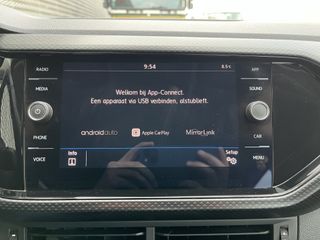 9:54
8.5°C
RADIO
APP
Welkom bij App-Connect.
Een apparaat via USB verbinden, alstublieft.
MEDIA
SOUND
androidauto
Apple CarPlay
MirrorLink
PHONE
CAR
VOICE
Info
Setup
MENU